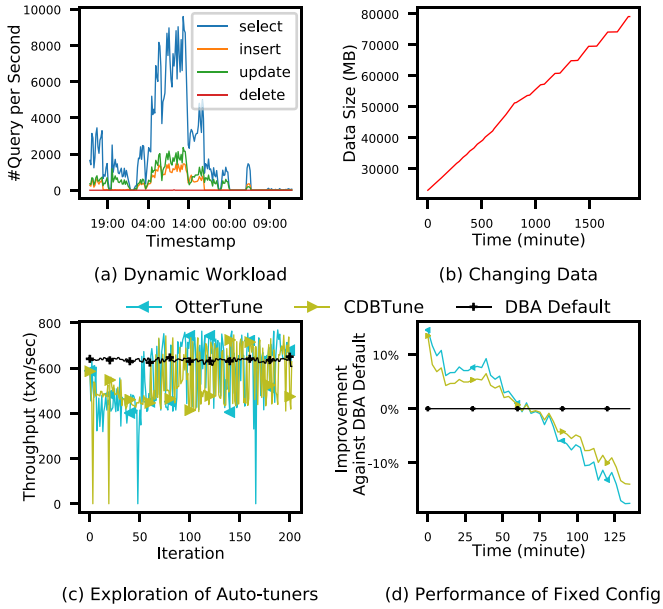 10000
8000
6000
4000
2000
0
#Query per Second
select
insert
update
delete
19:00 04:00 14:00 00:00 09:00
Timestamp
(a) Dynamic Workload
80000
70000
60000
50000
40000
30000
Data Size (MB)
0 500 1000 1500
Time (minute)
(b) Changing Data
OtterTune CDBTune DBA Default
800
600
400
200
0
Throughput (txn/sec)
0 50 100 150 200
Iteration
(c) Exploration of Auto-tuners
10%
0%
-10%
Improvement
Against DBA Default
0 25 50 75 100 125
Time (minute)
(d) Performance of Fixed Config